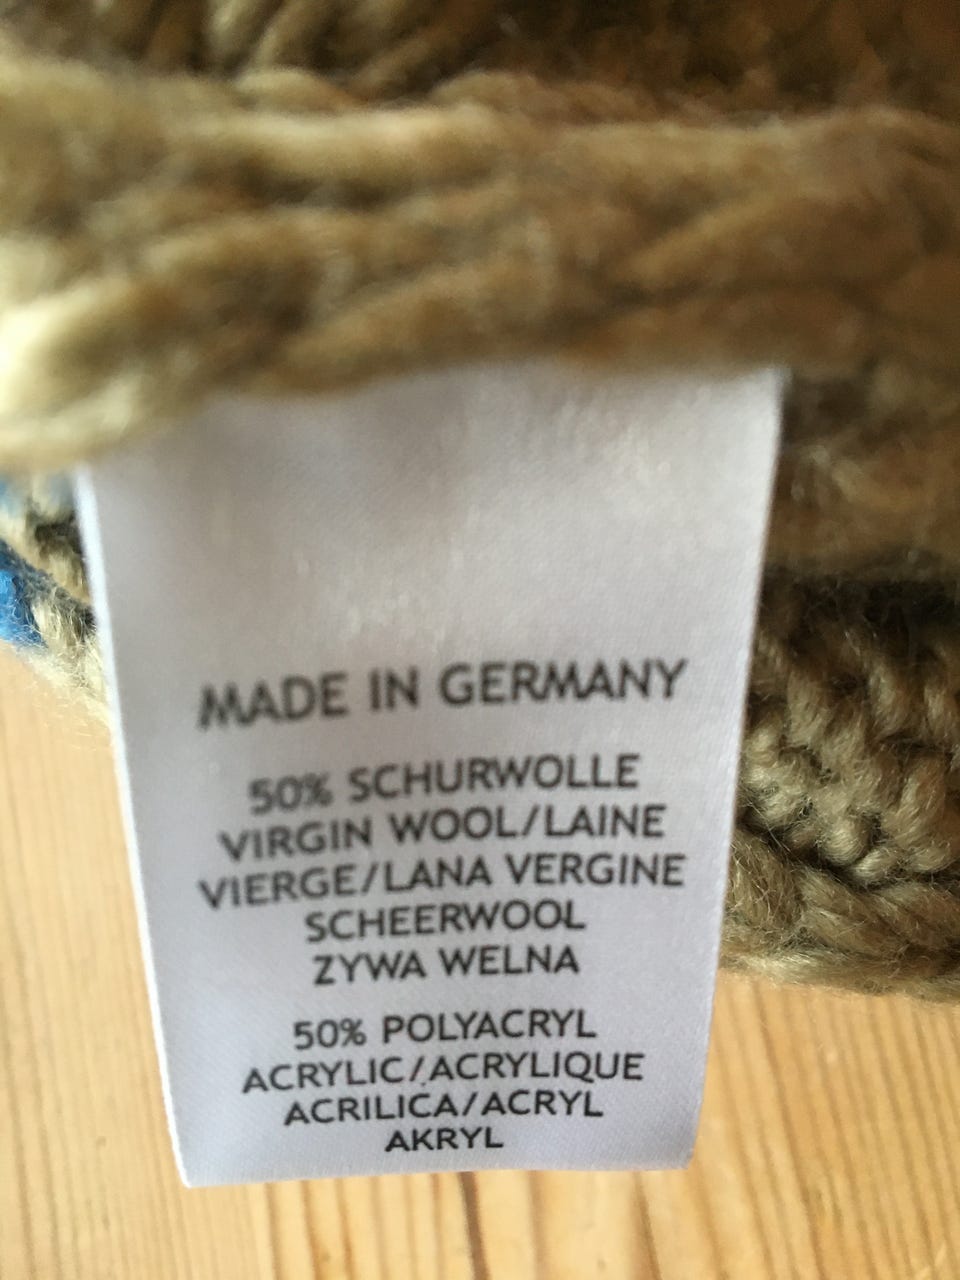 MADE IN GERMANY
50% SCHURWOLLE
VIRGIN WOOL/LAINE
VIERGE/LANA VERGINE
SCHEERWOOL
ZYWA WELNA
50% POLYACRYL
ACRYLIC/ACRYLIQUE
ACRILICA/ACRYL
AKRYL